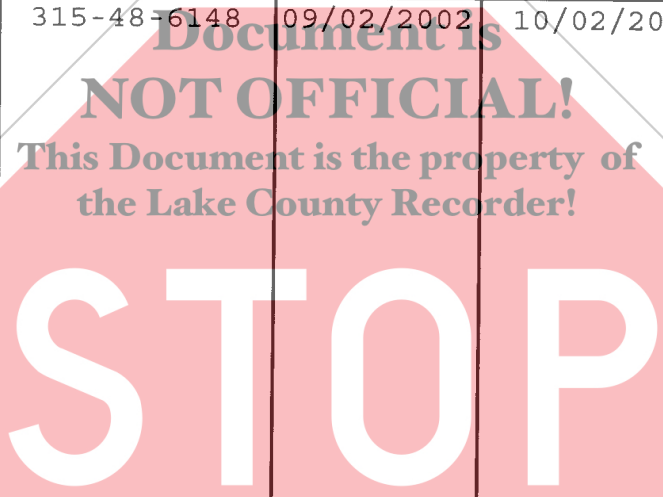 315-48-6148 09/02/2002 10/02/20
Document is
NOT OFFICIAL!
This Document is the property of
the Lake County Recorder!
STOP